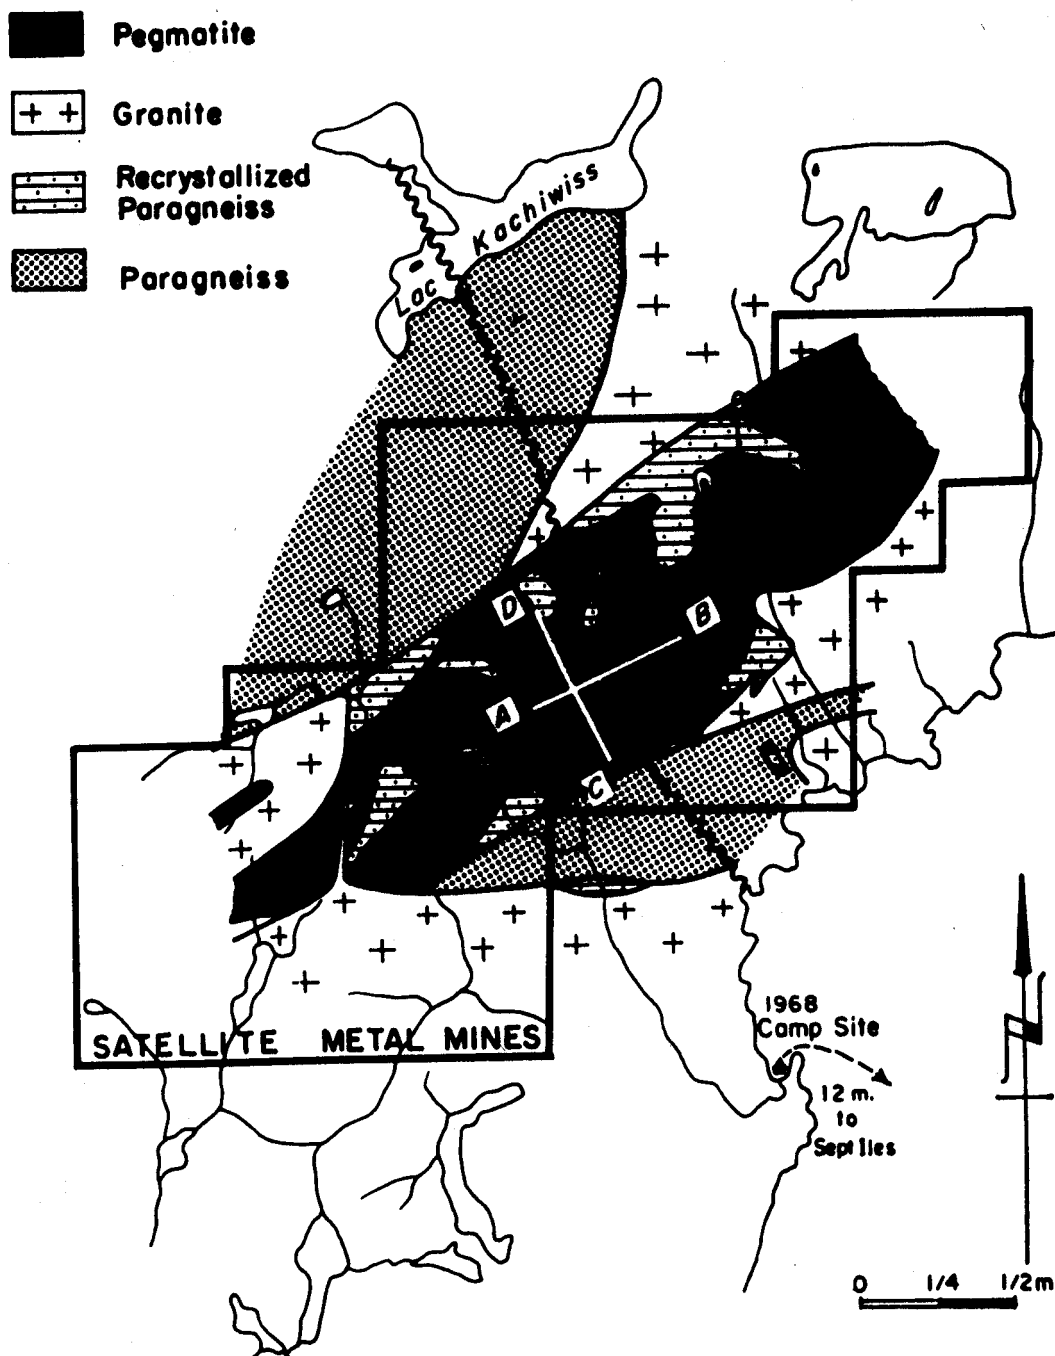 Pegmatite
Granite
Recrystallized
Paragneiss
Paragneiss
Lac Kachiwiss
D
B
A
C
SATELLITE METAL MINES
1968
Camp Site
12 m.
to
Sept Iles
0 1/4 1/2m